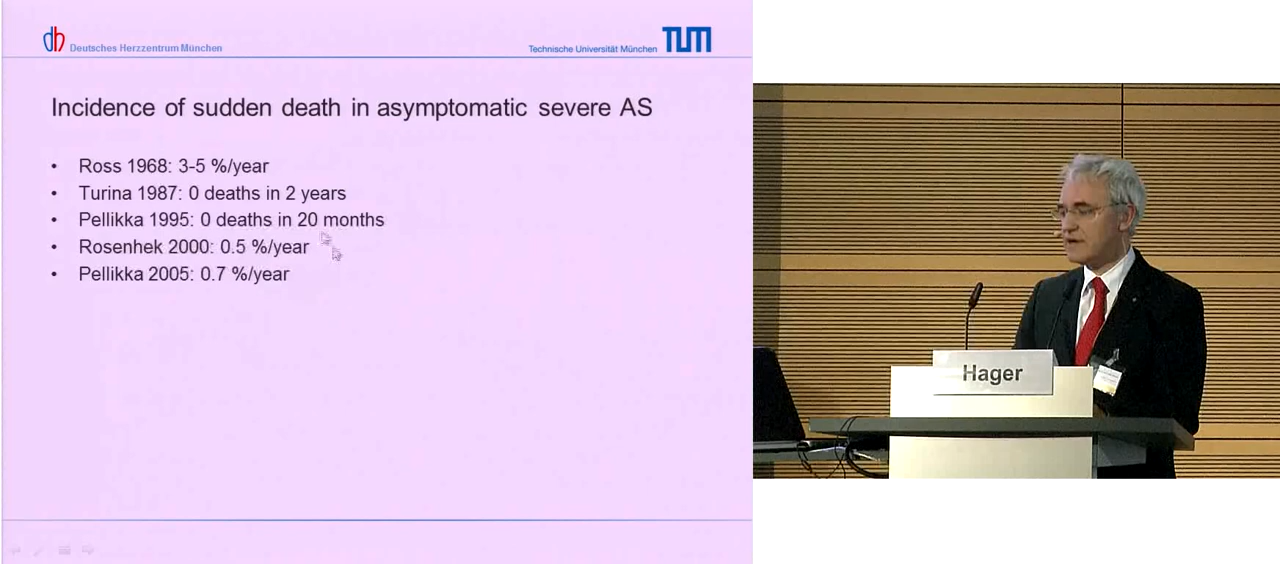 dh Deutsches Herzzentrum München
Technische Universität München TUM
Incidence of sudden death in asymptomatic severe AS
• Ross 1968: 3-5 %/year
• Turina 1987: 0 deaths in 2 years
• Pellikka 1995: 0 deaths in 20 months
• Rosenhek 2000: 0.5 %/year
• Pellikka 2005: 0.7 %/year
Hager